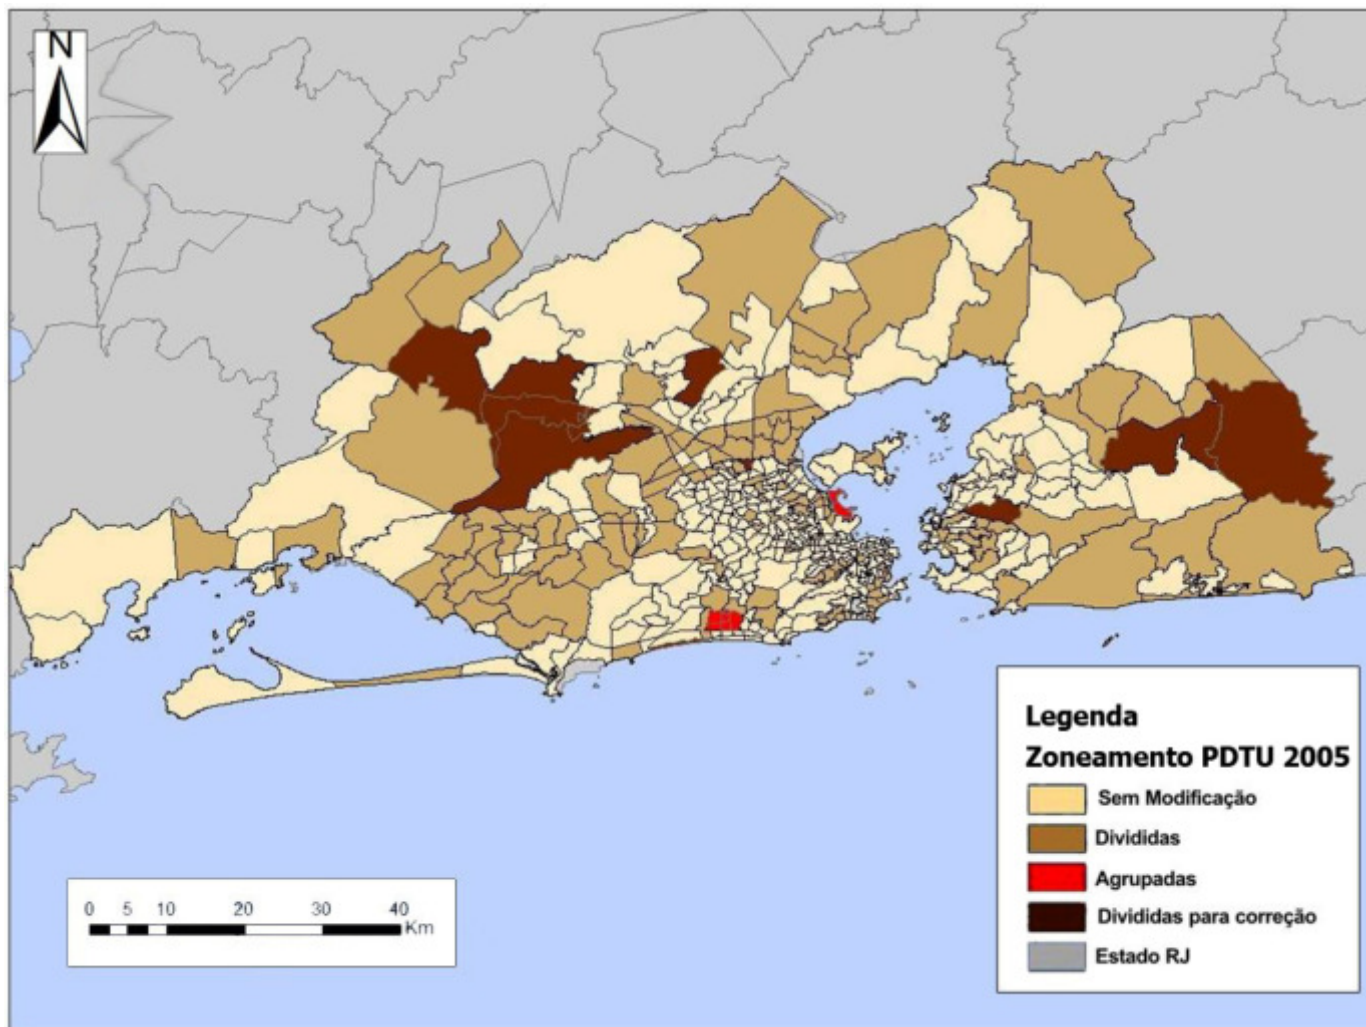 N
Legenda
Zoneamento PDTU 2005
Sem Modificação
Divididas
Agrupadas
Divididas para correção
Estado RJ
0 5 10 20 30 40
Km